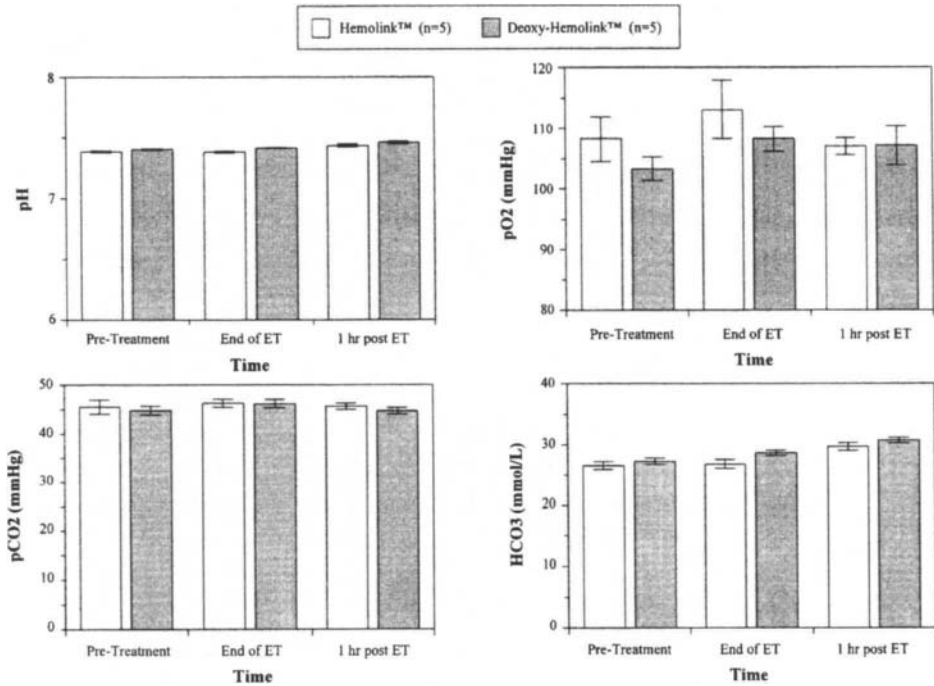 Hemolink™ (n=5) Deoxy-Hemolink™ (n=5)
8
7
6
pH
Pre-Treatment End of ET 1 hr post ET
Time
120
110
100
90
80
pO2 (mmHg)
Pre-Treatment End of ET 1 hr post ET
Time
50
40
30
20
10
0
pCO2 (mmHg)
Pre-Treatment End of ET 1 hr post ET
Time
40
30
20
10
0
HCO3 (mmol/L)
Pre-Treatment End of ET 1 hr post ET
Time